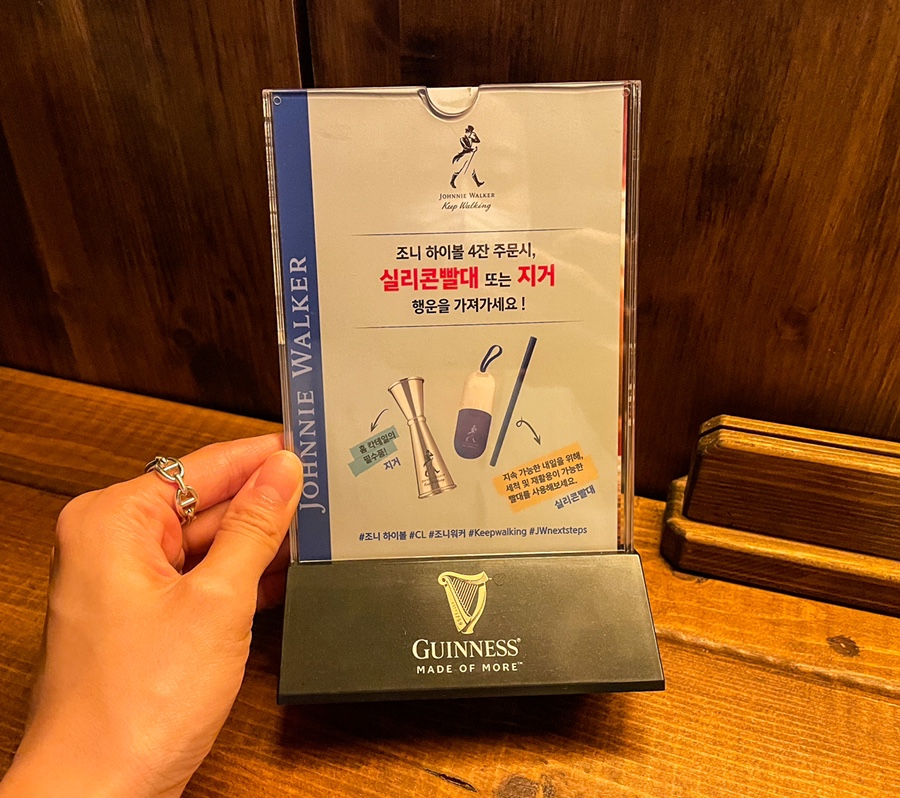 JOHNNIE WALKER
JOHNNIE WALKER
Keep Walking
조니 하이볼 4잔 주문시,
실리콘빨대 또는 지거
행운을 가져가세요 !
홈 칵테일의
필수품!
지거
지속 가능한 내일을 위해,
세척 및 재활용이 가능한
빨대를 사용해보세요.
실리콘빨대
#조니 하이볼 #CL #조니워커 #Keepwalking #JWnextsteps
GUINNESS®
MADE OF MORE™